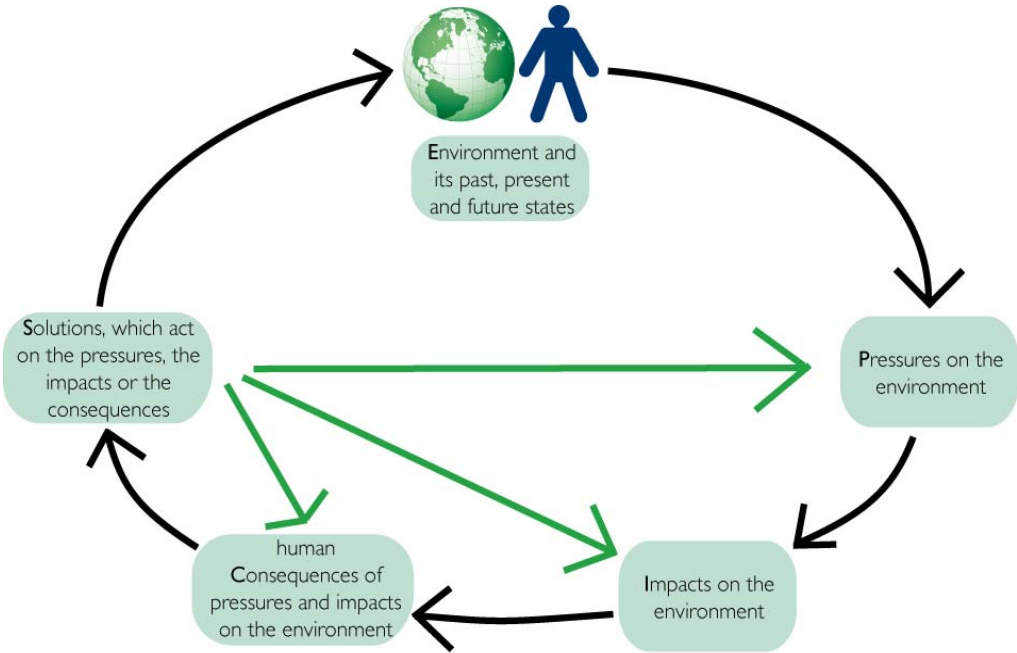 Environment and
its past, present
and future states
Solutions, which act
on the pressures, the
impacts or the
consequences
Pressures on the
environment
human
Consequences of
pressures and impacts
on the environment
Impacts on the
environment